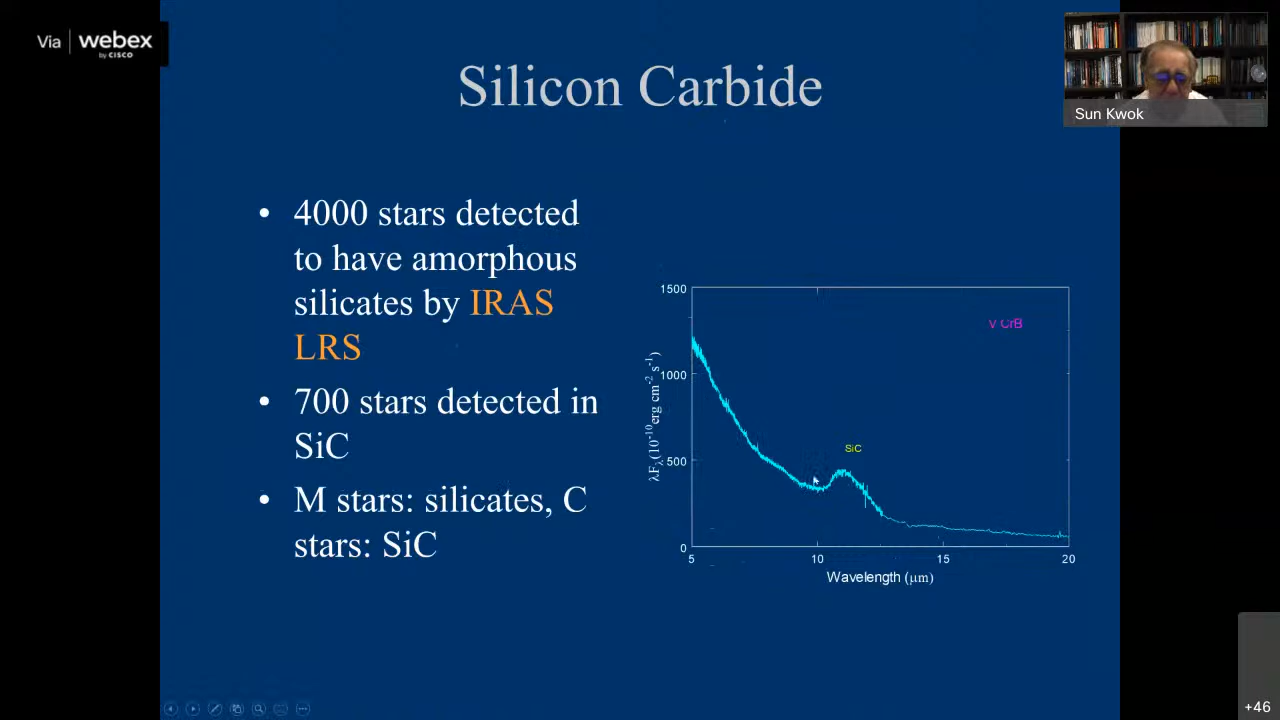 Via webex
by CISCO
Silicon Carbide
Sun Kwok
• 4000 stars detected
to have amorphous
silicates by IRAS
LRS
• 700 stars detected in
SiC
• M stars: silicates, C
stars: SiC
1500
1000
500
0
λFλ(10⁻¹⁰erg cm⁻² s⁻¹)
V CrB
SiC
5 10 15 20
Wavelength (μm)
+46